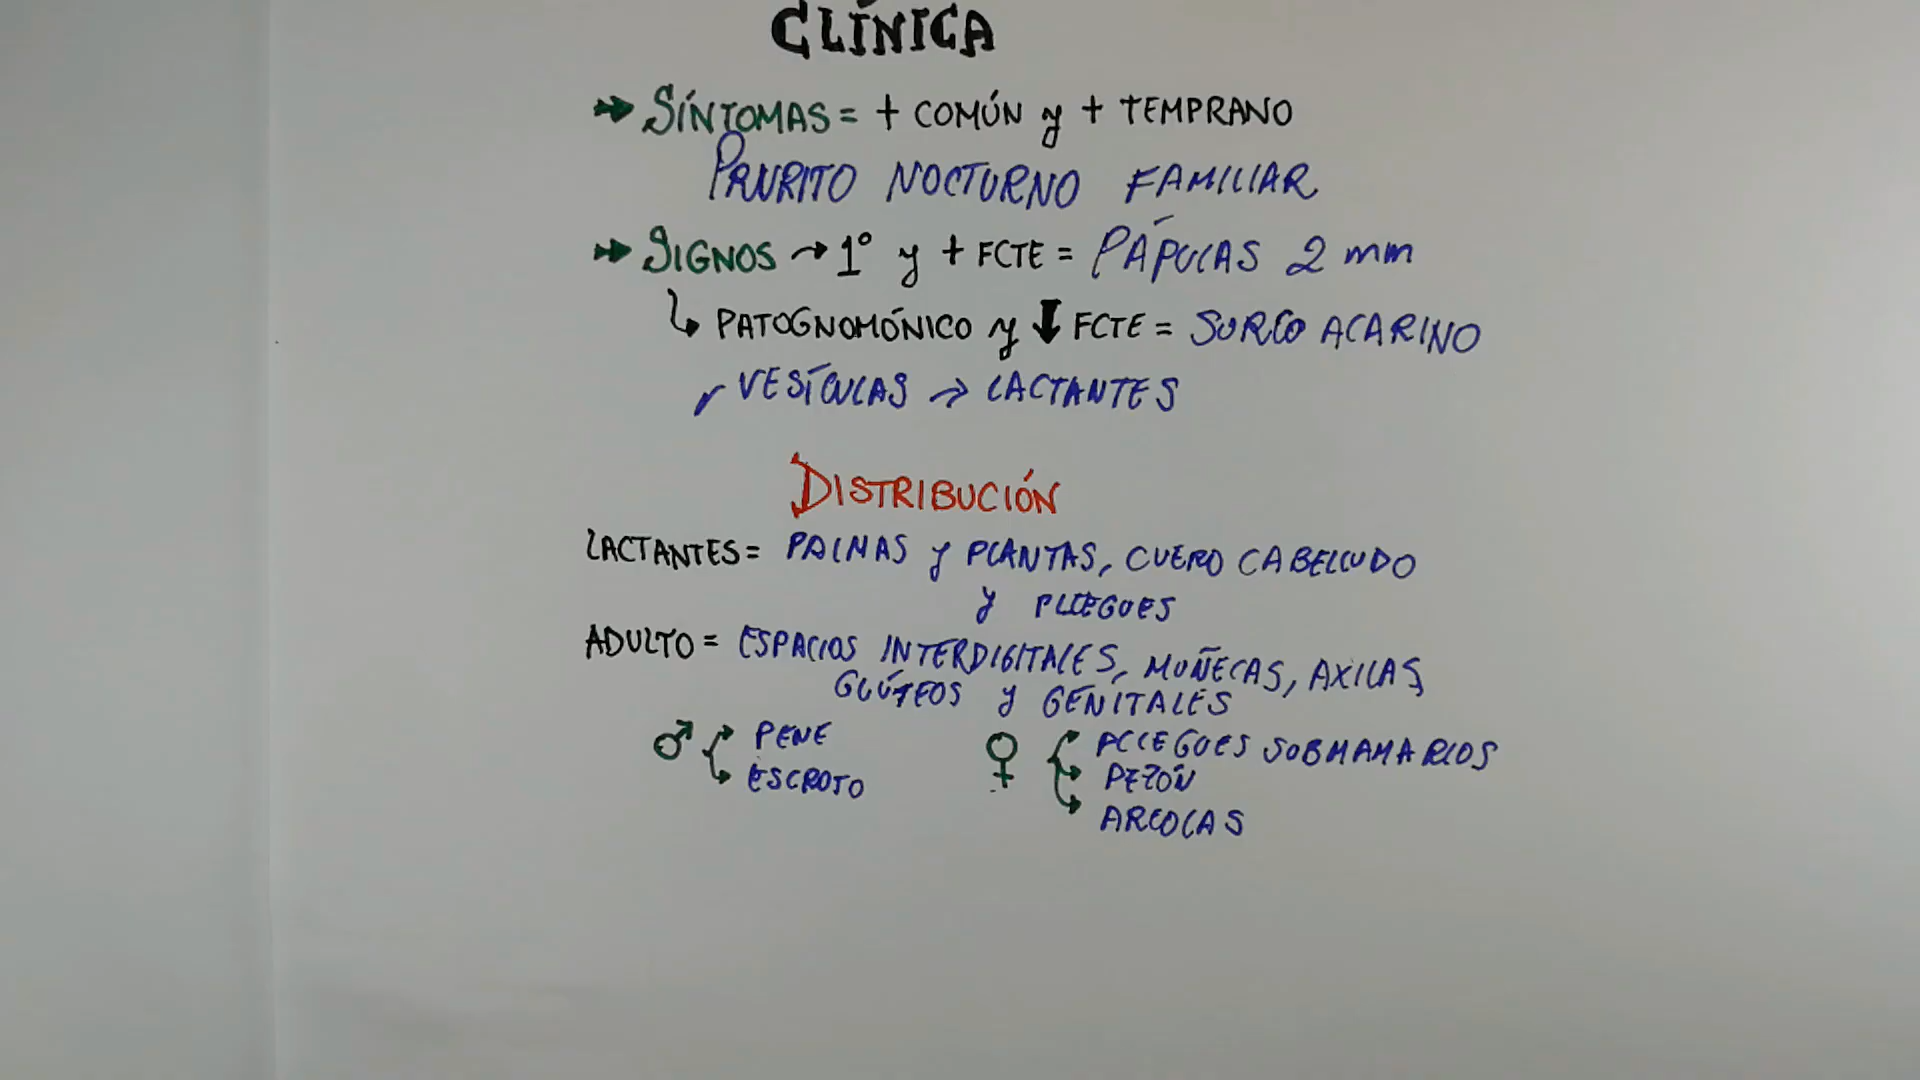 CLÍNICA
SÍNTOMAS = + COMÚN y + TEMPRANO
PRURITO NOCTURNO FAMILIAR
SIGNOS → 1° y + FCTE = PÁPULAS 2 mm
↳ PATOGNOMÓNICO y ↓ FCTE = SURCO ACARINO
VESÍCULAS → LACTANTES
DISTRIBUCIÓN
LACTANTES = PALMAS y PLANTAS, CUERO CABELLUDO
y PLIEGUES
ADULTO = ESPACIOS INTERDIGITALES, MUÑECAS, AXILAS,
GLÚTEOS y GENITALES
♂ PENE
ESCROTO
♀ PLIEGUES SUBMAMARIOS
PEZÓN
AREOLAS